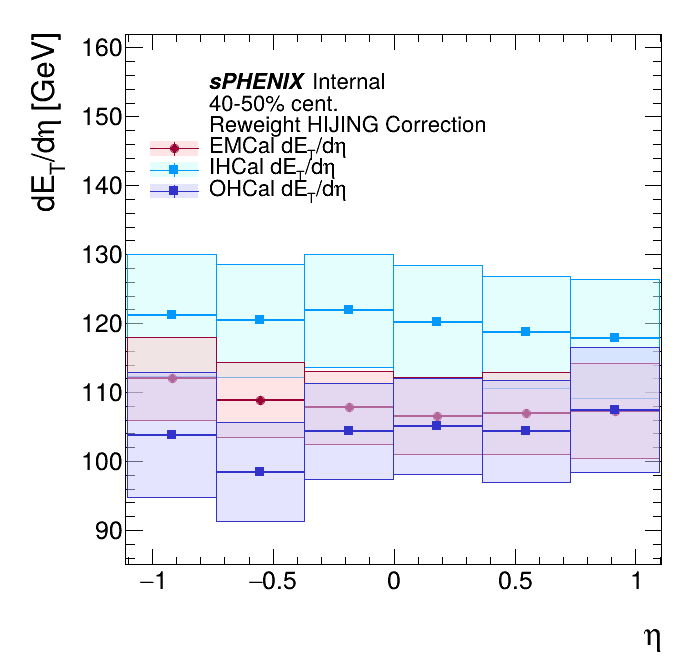 dE_T/dη [GeV]
160
150
140
130
120
110
100
90
sPHENIX Internal
40-50% cent.
Reweight HIJING Correction
EMCal dE_T/dη
IHCal dE_T/dη
OHCal dE_T/dη
−1 −0.5 0 0.5 1
η